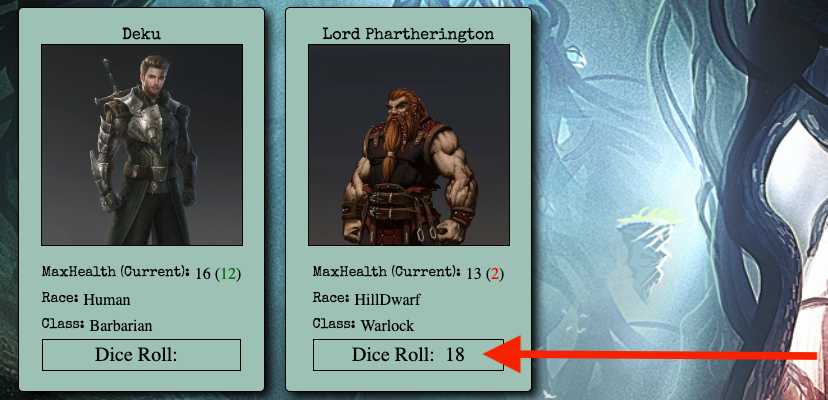 Deku
MaxHealth (Current): 16 (12)
Race: Human
Class: Barbarian
Dice Roll:
Lord Phartherington
MaxHealth (Current): 13 (2)
Race: HillDwarf
Class: Warlock
Dice Roll: 18